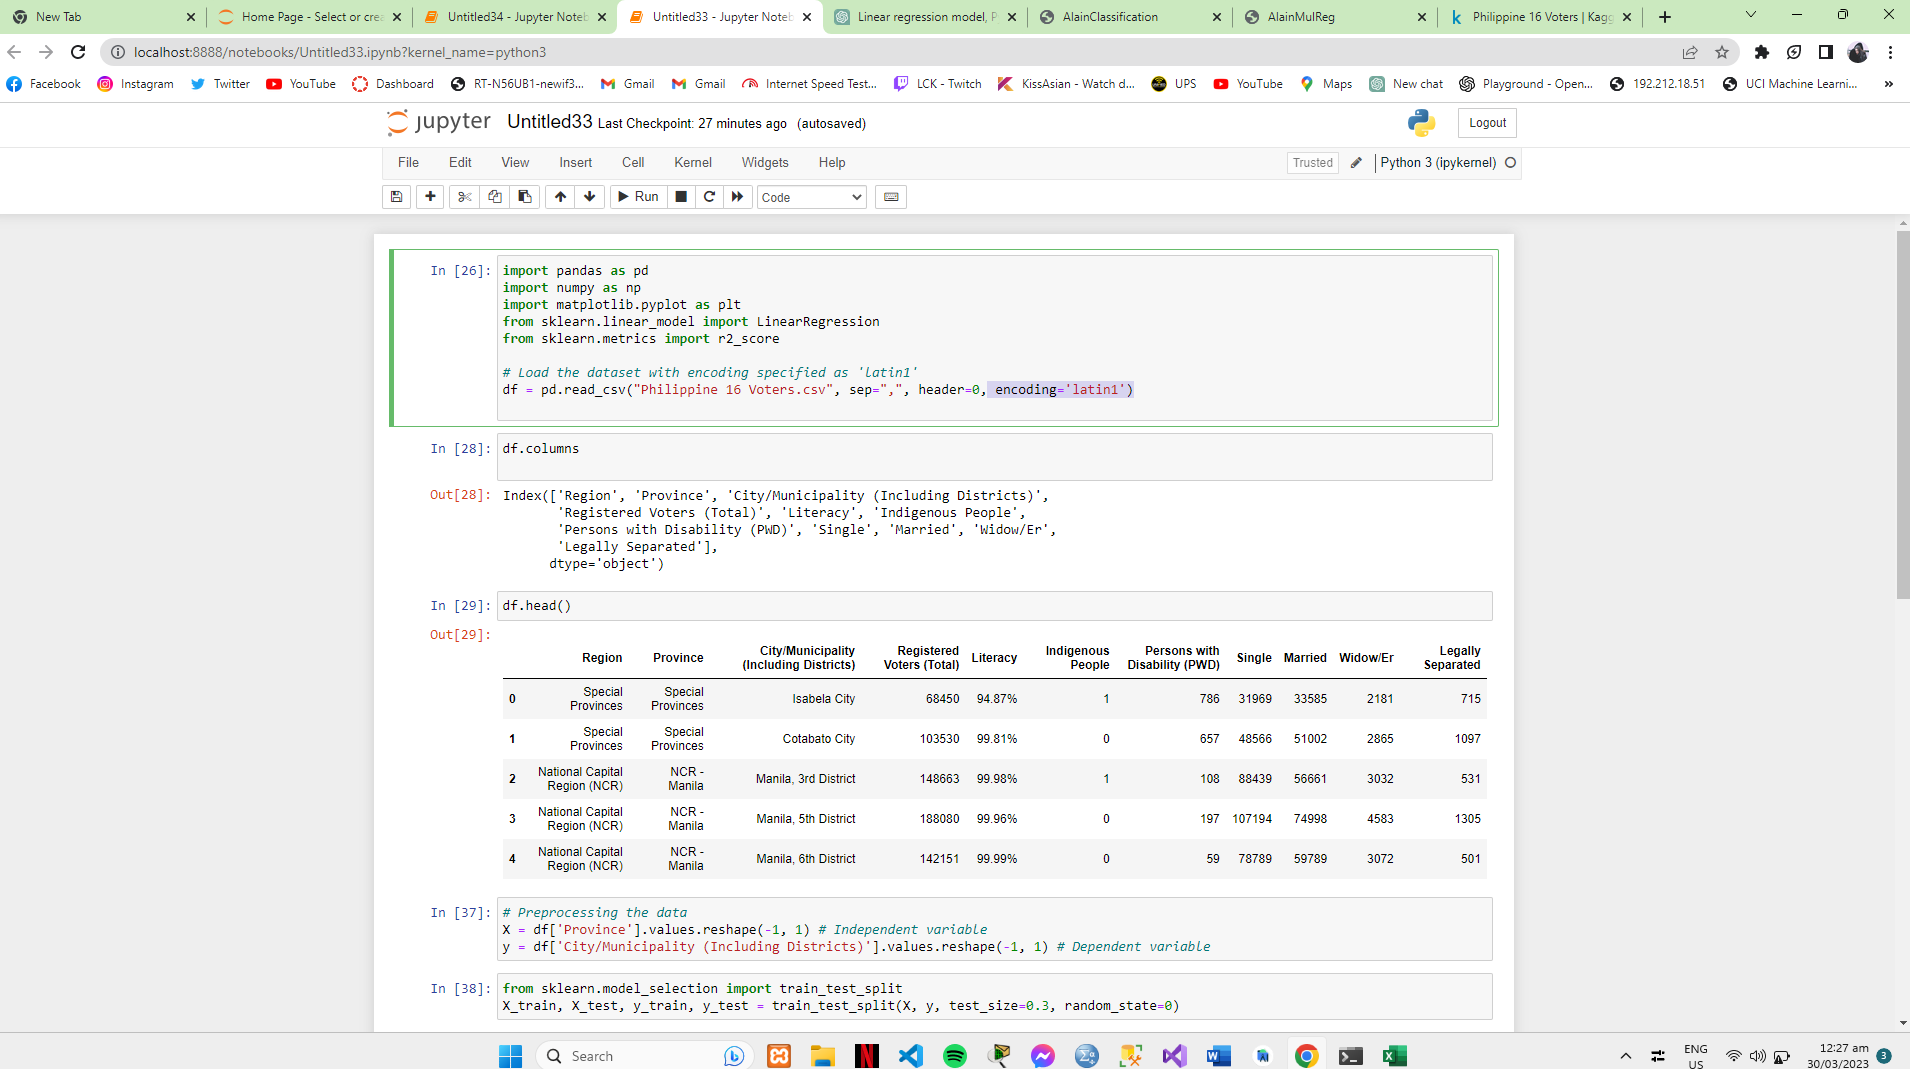 New Tab
Home Page - Select or crea
Untitled34 - Jupyter Noteb
Untitled33 - Jupyter Noteb
Linear regression model, P
AlainClassification
AlainMulReg
Philippine 16 Voters | Kagg
localhost:8888/notebooks/Untitled33.ipynb?kernel_name=python3
Facebook
Instagram
Twitter
YouTube
Dashboard
RT-N56UB1-newif3...
Gmail
Gmail
Internet Speed Test...
LCK - Twitch
KissAsian - Watch d...
UPS
YouTube
Maps
New chat
Playground - Open...
192.212.18.51
UCI Machine Learni...
jupyter Untitled33 Last Checkpoint: 27 minutes ago (autosaved)
Logout
File Edit View Insert Cell Kernel Widgets Help
Trusted
Python 3 (ipykernel)
Run
Code
In [26]:
import pandas as pd
import numpy as np
import matplotlib.pyplot as plt
from sklearn.linear_model import LinearRegression
from sklearn.metrics import r2_score
# Load the dataset with encoding specified as 'latin1'
df = pd.read_csv("Philippine 16 Voters.csv", sep=",", header=0, encoding='latin1')
In [28]: df.columns
Out[28]: Index(['Region', 'Province', 'City/Municipality (Including Districts)',
'Registered Voters (Total)', 'Literacy', 'Indigenous People',
'Persons with Disability (PWD)', 'Single', 'Married', 'Widow/Er',
'Legally Separated'],
dtype='object')
In [29]: df.head()
Out[29]:
Region Province City/Municipality (Including Districts) Registered Voters (Total) Literacy Indigenous People Persons with Disability (PWD) Single Married Widow/Er Legally Separated
0 Special Provinces Special Provinces Isabela City 68450 94.87% 1 786 31969 33585 2181 715
1 Special Provinces Special Provinces Cotabato City 103530 99.81% 0 657 48566 51002 2865 1097
2 National Capital Region (NCR) NCR - Manila Manila, 3rd District 148663 99.98% 1 108 88439 56661 3032 531
3 National Capital Region (NCR) NCR - Manila Manila, 5th District 188080 99.96% 0 197 107194 74998 4583 1305
4 National Capital Region (NCR) NCR - Manila Manila, 6th District 142151 99.99% 0 59 78789 59789 3072 501
In [37]: # Preprocessing the data
X = df['Province'].values.reshape(-1, 1) # Independent variable
y = df['City/Municipality (Including Districts)'].values.reshape(-1, 1) # Dependent variable
In [38]: from sklearn.model_selection import train_test_split
X_train, X_test, y_train, y_test = train_test_split(X, y, test_size=0.3, random_state=0)
Search
ENG
US
12:27 am
30/03/2023
3